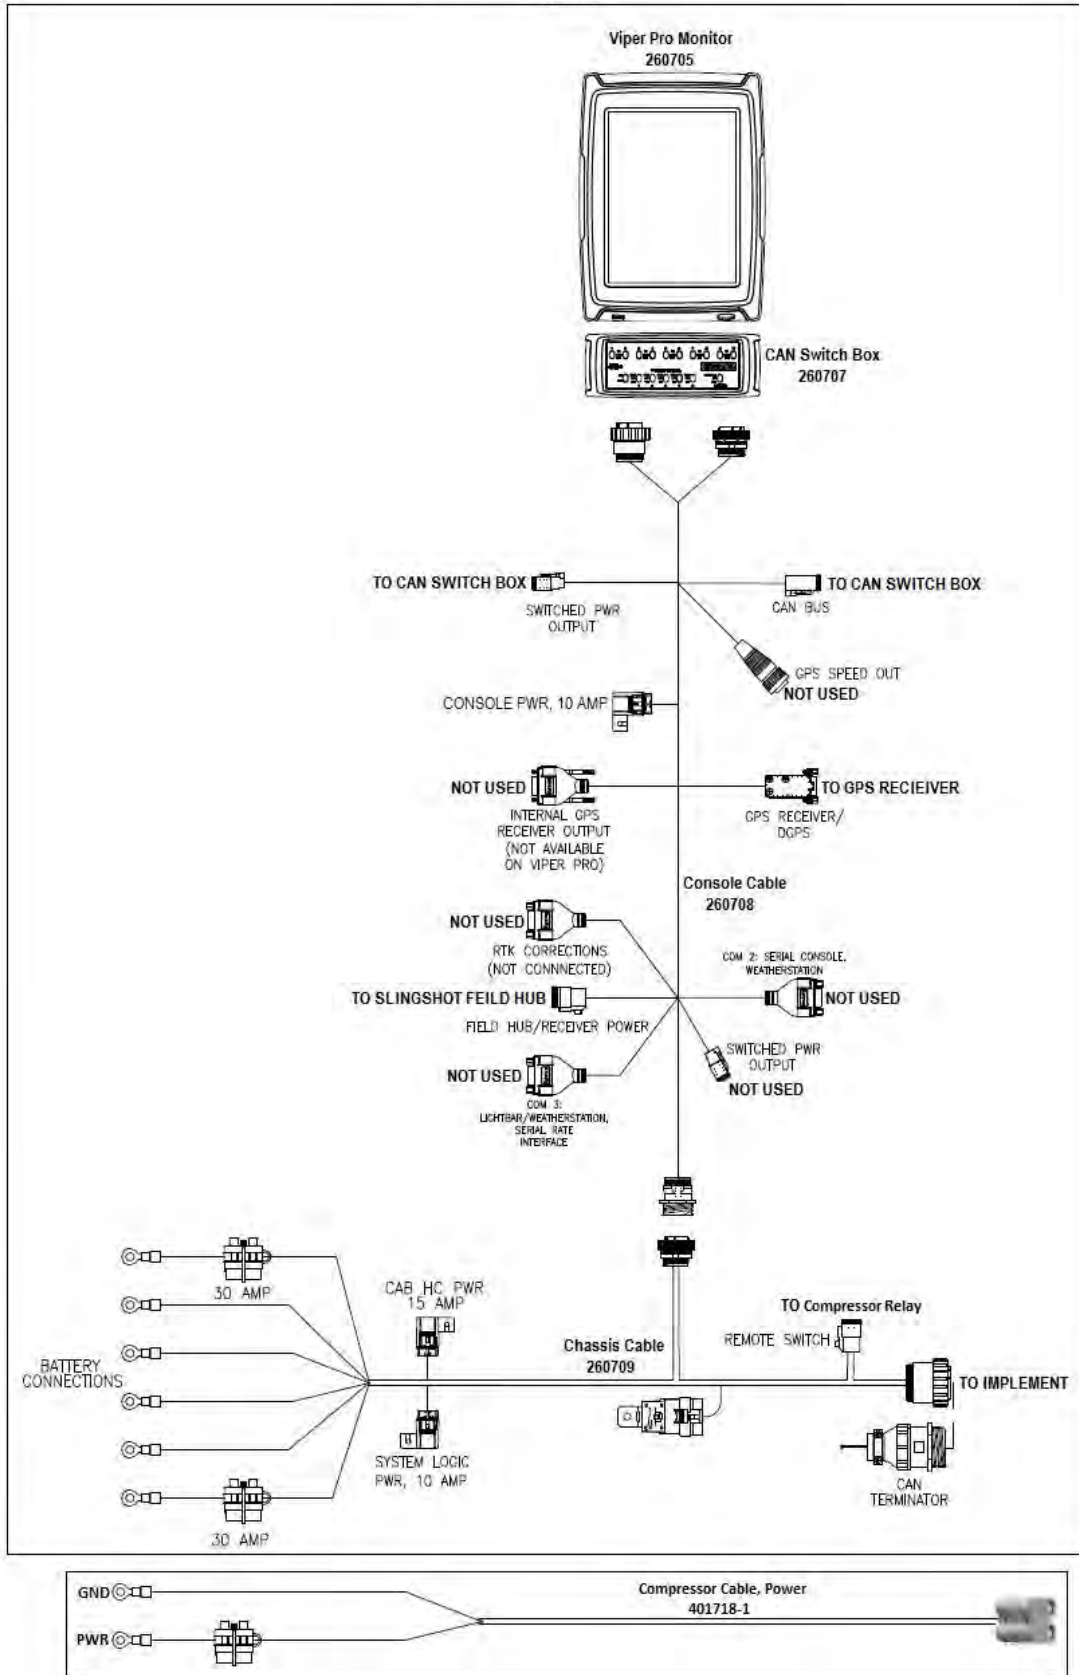 Viper Pro Monitor
260705
CAN Switch Box
260707
TO CAN SWITCH BOX
SWITCHED PWR
OUTPUT
TO CAN SWITCH BOX
CAN BUS
GPS SPEED OUT
NOT USED
CONSOLE PWR, 10 AMP
NOT USED
INTERNAL GPS
RECEIVER OUTPUT
(NOT AVAILABLE
ON VIPER PRO)
TO GPS RECIEIVER
GPS RECEIVER/
DGPS
Console Cable
260708
NOT USED
RTK CORRECTIONS
(NOT CONNNECTED)
COM 2: SERIAL CONSOLE,
WEATHERSTATION
NOT USED
TO SLINGSHOT FEILD HUB
FIELD HUB/RECEIVER POWER
SWITCHED PWR
OUTPUT
NOT USED
NOT USED
COM 3:
LIGHTBAR/WEATHERSTATION,
SERIAL RATE
INTERFACE
30 AMP
CAB HC PWR
15 AMP
TO Compressor Relay
REMOTE SWITCH
Chassis Cable
260709
BATTERY
CONNECTIONS
TO IMPLEMENT
SYSTEM LOGIC
PWR, 10 AMP
CAN
TERMINATOR
30 AMP
GND
Compressor Cable, Power
401718-1
PWR